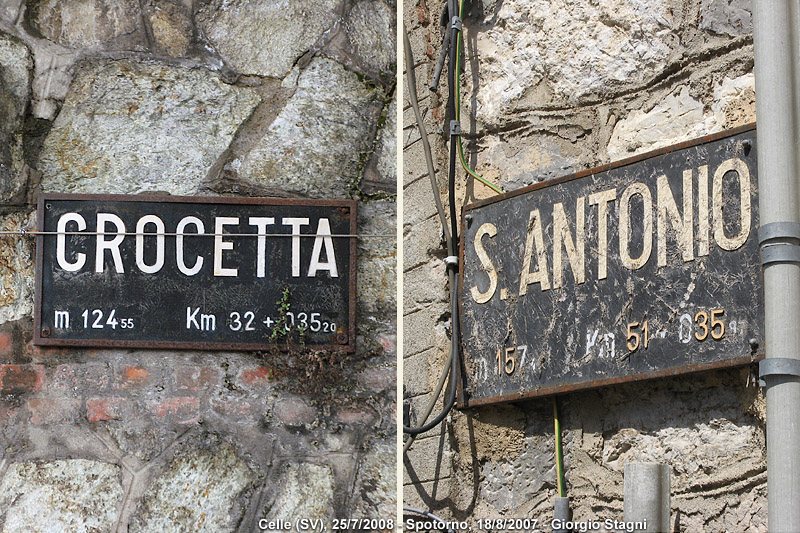 CROCETTA
m 124 55 Km 32 + 035 20
S. ANTONIO
m 157 Km 51 - 035
Celle (SV), 25/7/2008 - Spotorno, 18/8/2007 - Giorgio Stagni